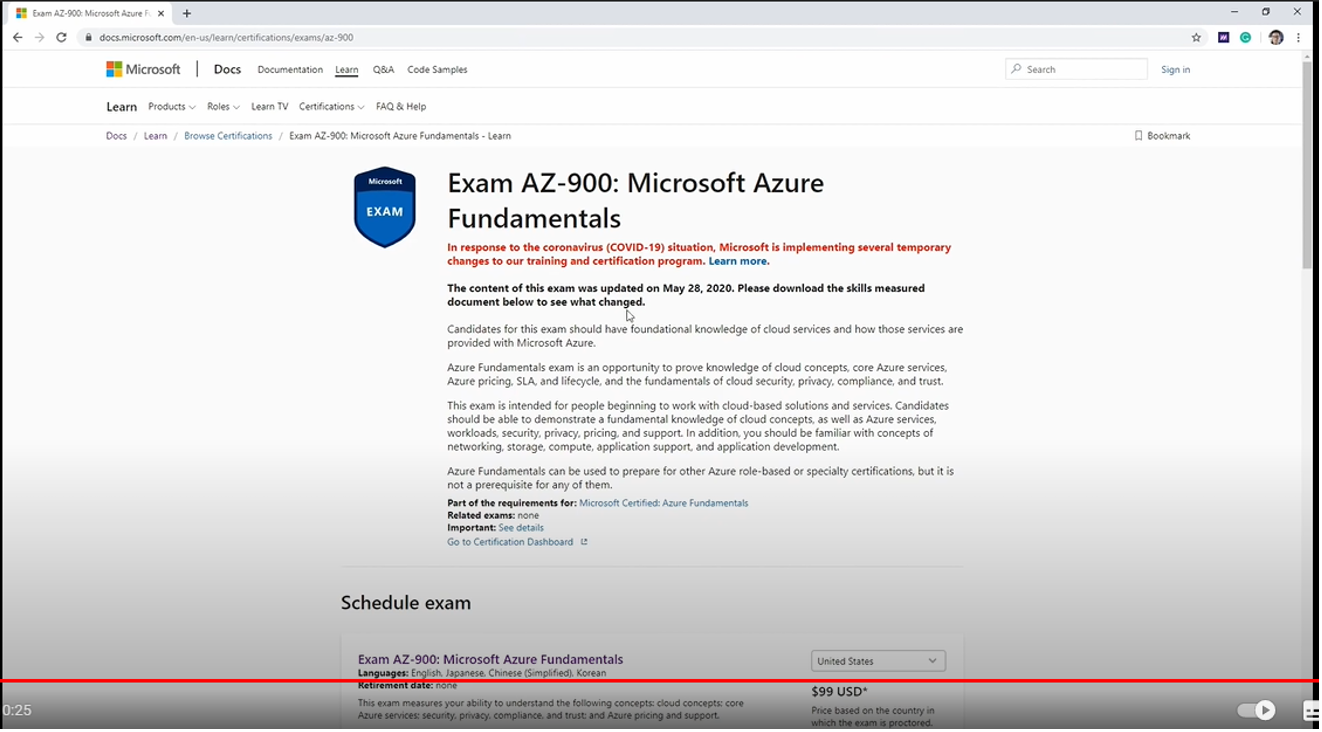 Exam AZ-900: Microsoft Azure F
docs.microsoft.com/en-us/learn/certifications/exams/az-900
Microsoft | Docs Documentation Learn Q&A Code Samples Search Sign in
Learn Products Roles Learn TV Certifications FAQ & Help
Docs / Learn / Browse Certifications / Exam AZ-900: Microsoft Azure Fundamentals - Learn Bookmark
Microsoft
EXAM
Exam AZ-900: Microsoft Azure
Fundamentals
In response to the coronavirus (COVID-19) situation, Microsoft is implementing several temporary
changes to our training and certification program. Learn more.
The content of this exam was updated on May 28, 2020. Please download the skills measured
document below to see what changed.
Candidates for this exam should have foundational knowledge of cloud services and how those services are
provided with Microsoft Azure.
Azure Fundamentals exam is an opportunity to prove knowledge of cloud concepts, core Azure services,
Azure pricing, SLA, and lifecycle, and the fundamentals of cloud security, privacy, compliance, and trust.
This exam is intended for people beginning to work with cloud-based solutions and services. Candidates
should be able to demonstrate a fundamental knowledge of cloud concepts, as well as Azure services,
workloads, security, privacy, pricing, and support. In addition, you should be familiar with concepts of
networking, storage, compute, application support, and application development.
Azure Fundamentals can be used to prepare for other Azure role-based or specialty certifications, but it is
not a prerequisite for any of them.
Part of the requirements for: Microsoft Certified: Azure Fundamentals
Related exams: none
Important: See details
Go to Certification Dashboard
Schedule exam
Exam AZ-900: Microsoft Azure Fundamentals
Languages: English, Japanese, Chinese (Simplified), Korean
Retirement date: none
This exam measures your ability to understand the following concepts: cloud concepts; core
Azure services; security, privacy, compliance, and trust; and Azure pricing and support.
United States
$99 USD*
Price based on the country in
which the exam is proctored.
0:25